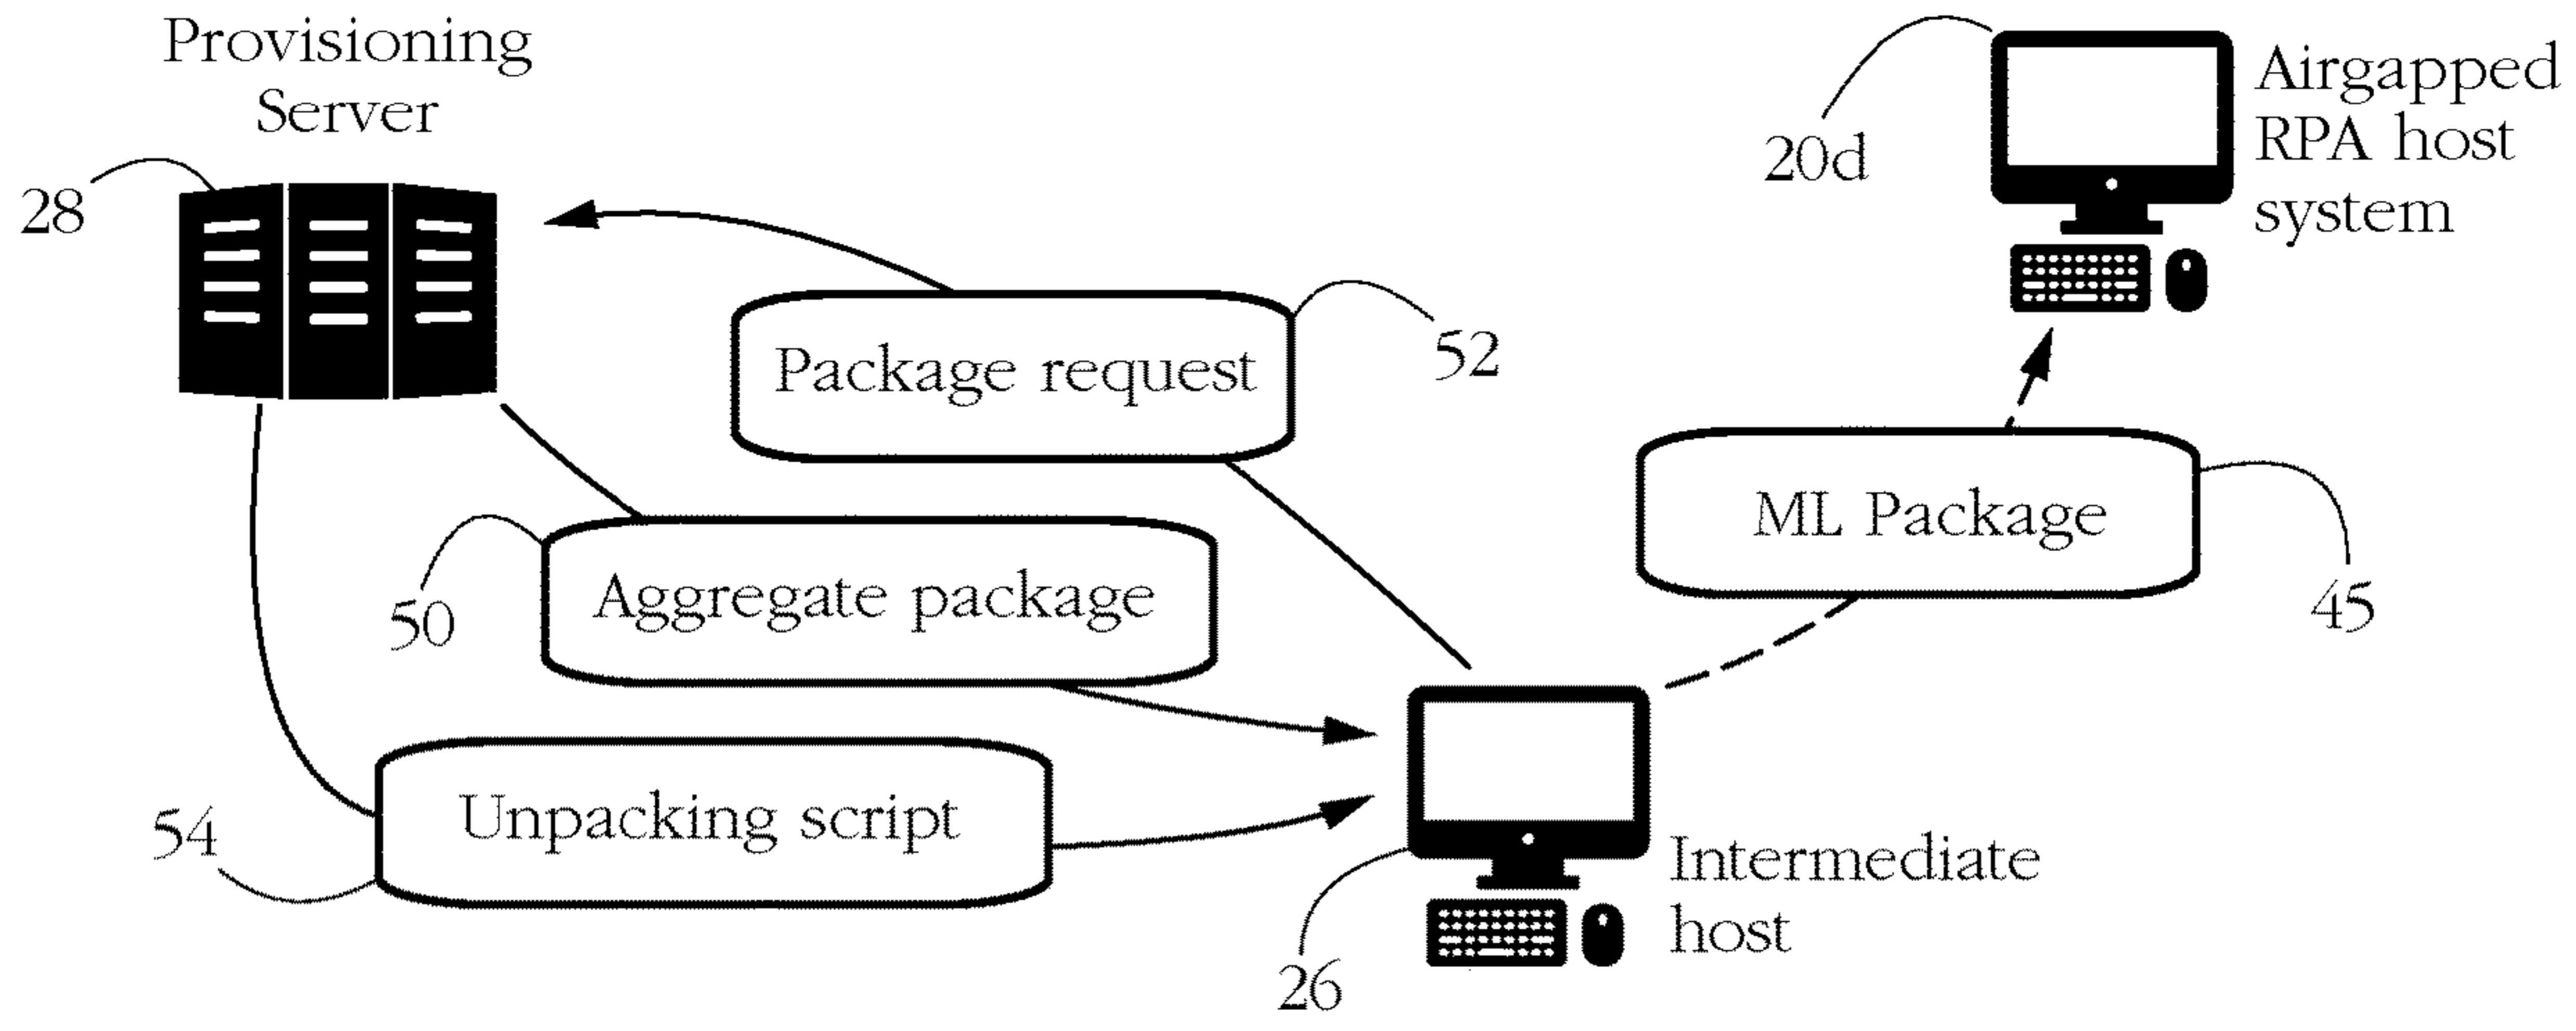 Provisioning
Server
28
Airgapped
RPA host
system
20d
Package request
52
ML Package
45
Aggregate package
50
Unpacking script
54
Intermediate
host
26